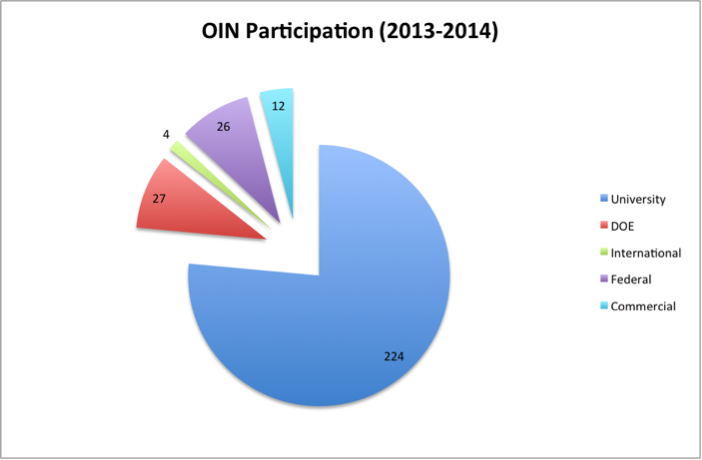 OIN Participation (2013-2014)
12
26
4
27
224
University
DOE
International
Federal
Commercial